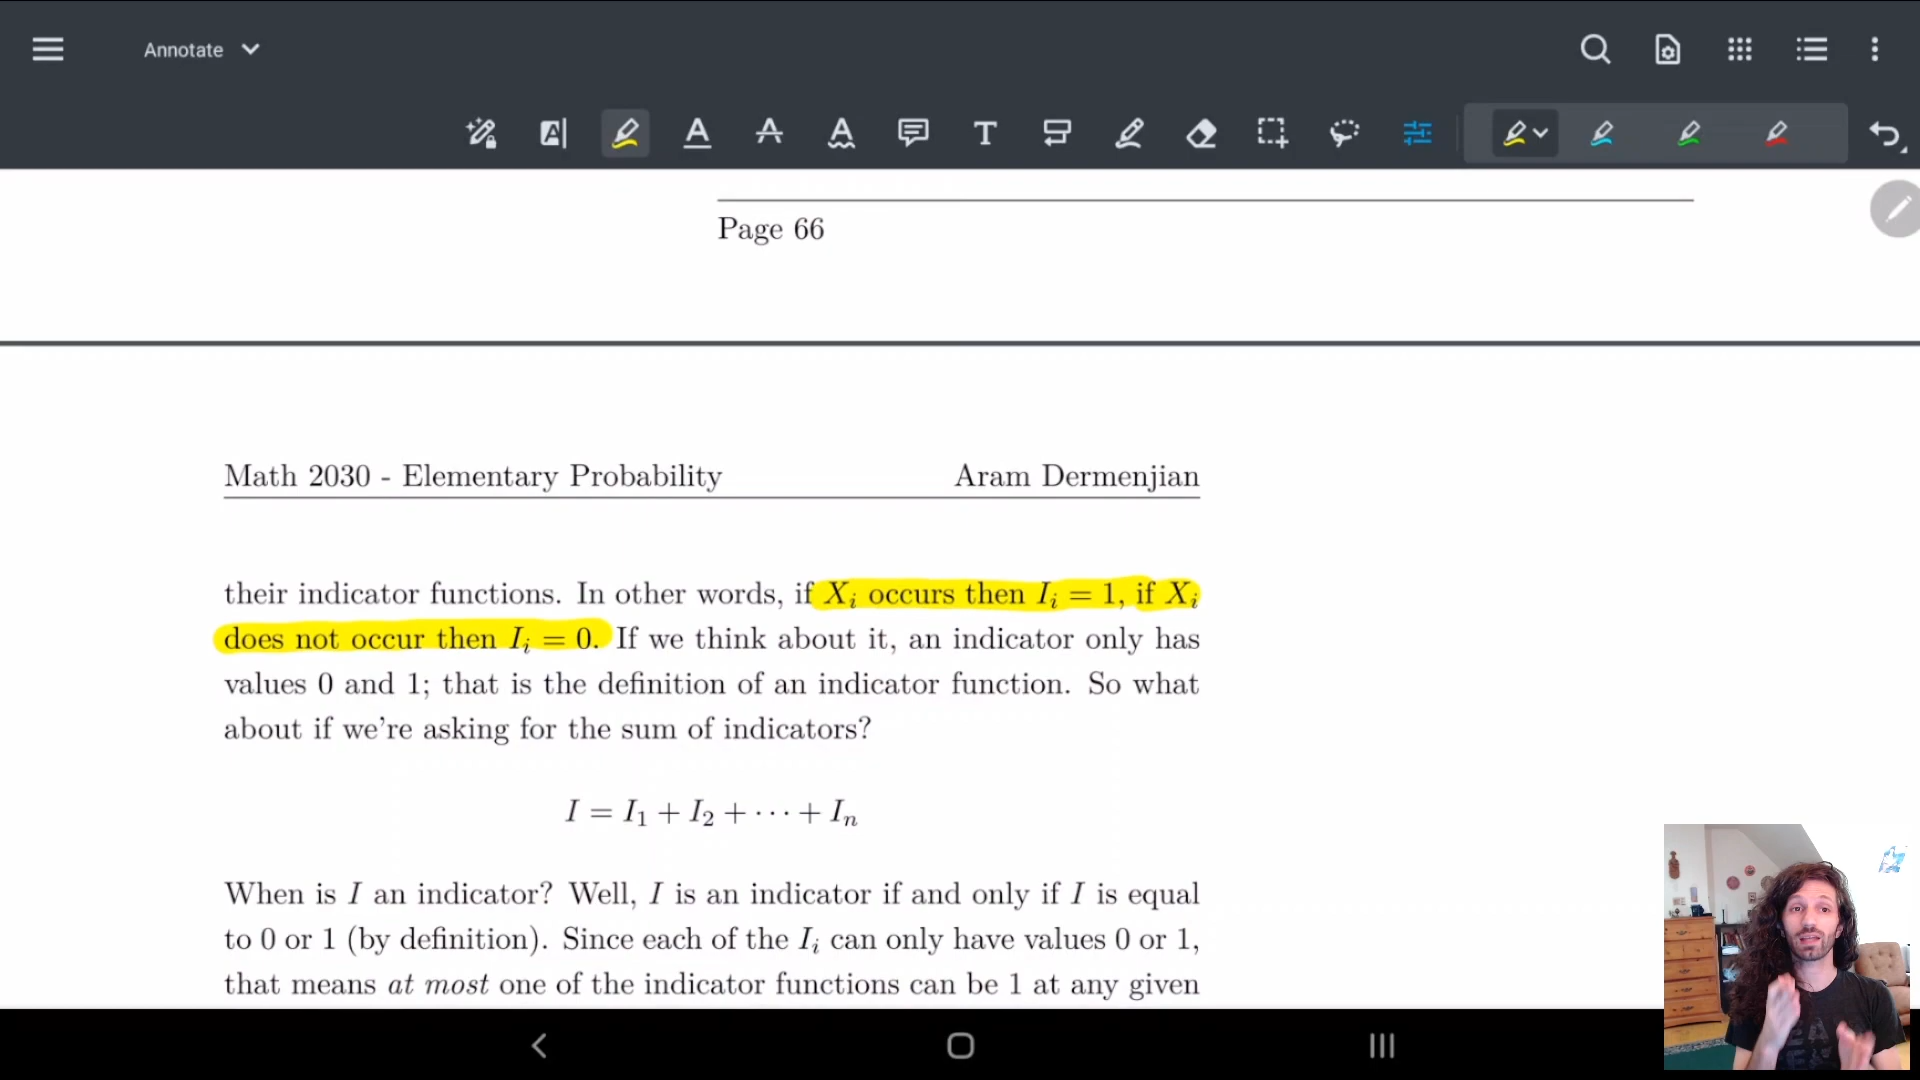 Annotate
Page 66
Math 2030 - Elementary Probability Aram Dermenjian
their indicator functions. In other words, if X_i occurs then I_i = 1, if X_i
does not occur then I_i = 0. If we think about it, an indicator only has
values 0 and 1; that is the definition of an indicator function. So what
about if we're asking for the sum of indicators?
I = I_1 + I_2 + ⋯ + I_n
When is I an indicator? Well, I is an indicator if and only if I is equal
to 0 or 1 (by definition). Since each of the I_i can only have values 0 or 1,
that means at most one of the indicator functions can be 1 at any given